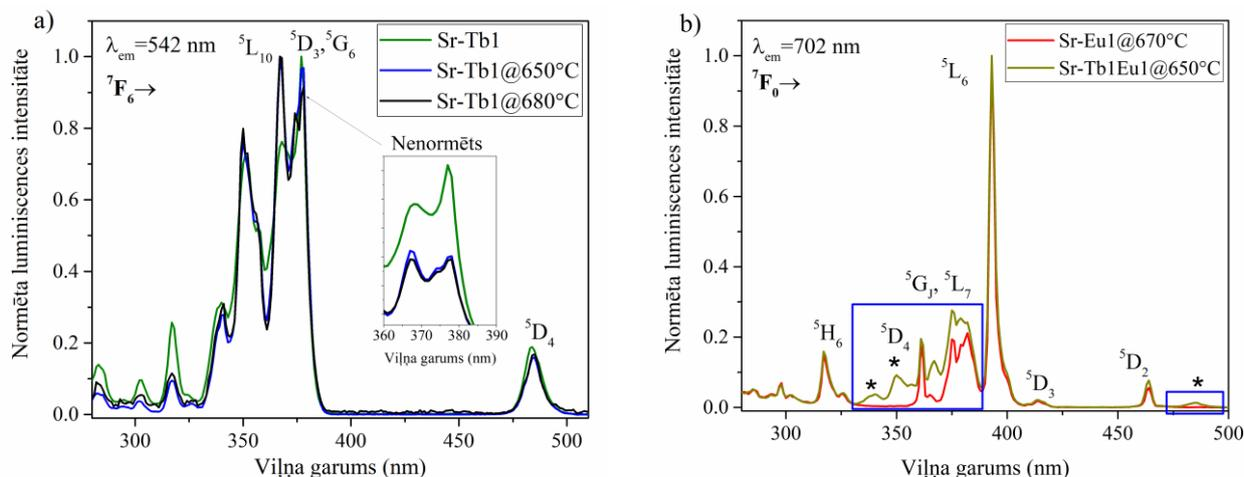 a)
λem=542 nm
⁷F₆→
⁵L₁₀
⁵D₃,⁵G₆
Sr-Tb1
Sr-Tb1@650°C
Sr-Tb1@680°C
Nenormēts
360 370 380 390
Viļņa garums (nm)
⁵D₄
Normēta luminiscences intensitāte
1.0
0.8
0.6
0.4
0.2
0.0
300 350 400 450 500
Viļņa garums (nm)
b)
λem=702 nm
⁷F₀→
⁵L₆
Sr-Eu1@670°C
Sr-Tb1Eu1@650°C
⁵G_J, ⁵L₇
⁵H₆
⁵D₄
* *
⁵D₃
⁵D₂
*
Normēta luminiscences intensitāte
1.0
0.8
0.6
0.4
0.2
0.0
300 350 400 450 500
Viļņa garums (nm)